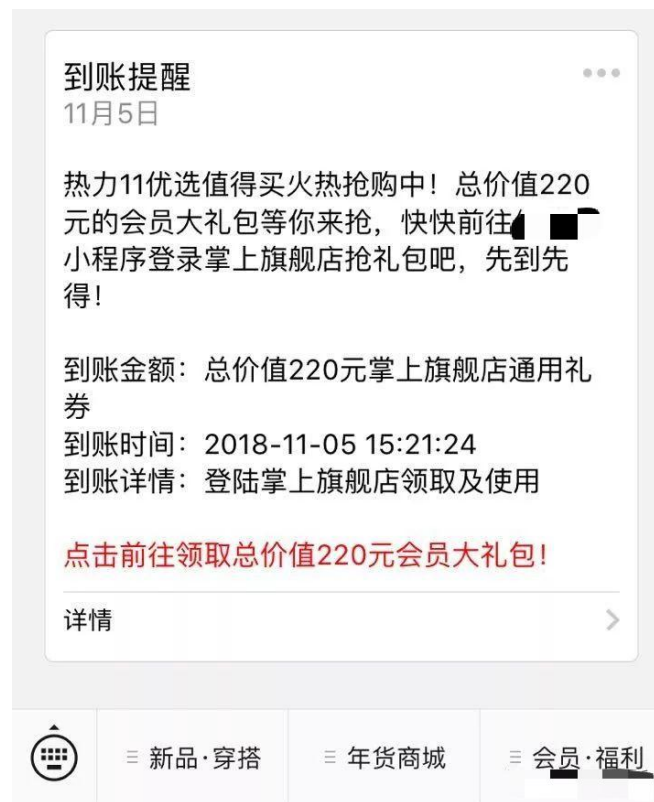 到账提醒
11月5日
热力11优选值得买火热抢购中！总价值220
元的会员大礼包等你来抢，快快前往
小程序登录掌上旗舰店抢礼包吧，先到先
得！
到账金额：总价值220元掌上旗舰店通用礼
券
到账时间：2018-11-05 15:21:24
到账详情：登陆掌上旗舰店领取及使用
点击前往领取总价值220元会员大礼包！
详情
新品·穿搭
年货商城
会员·福利